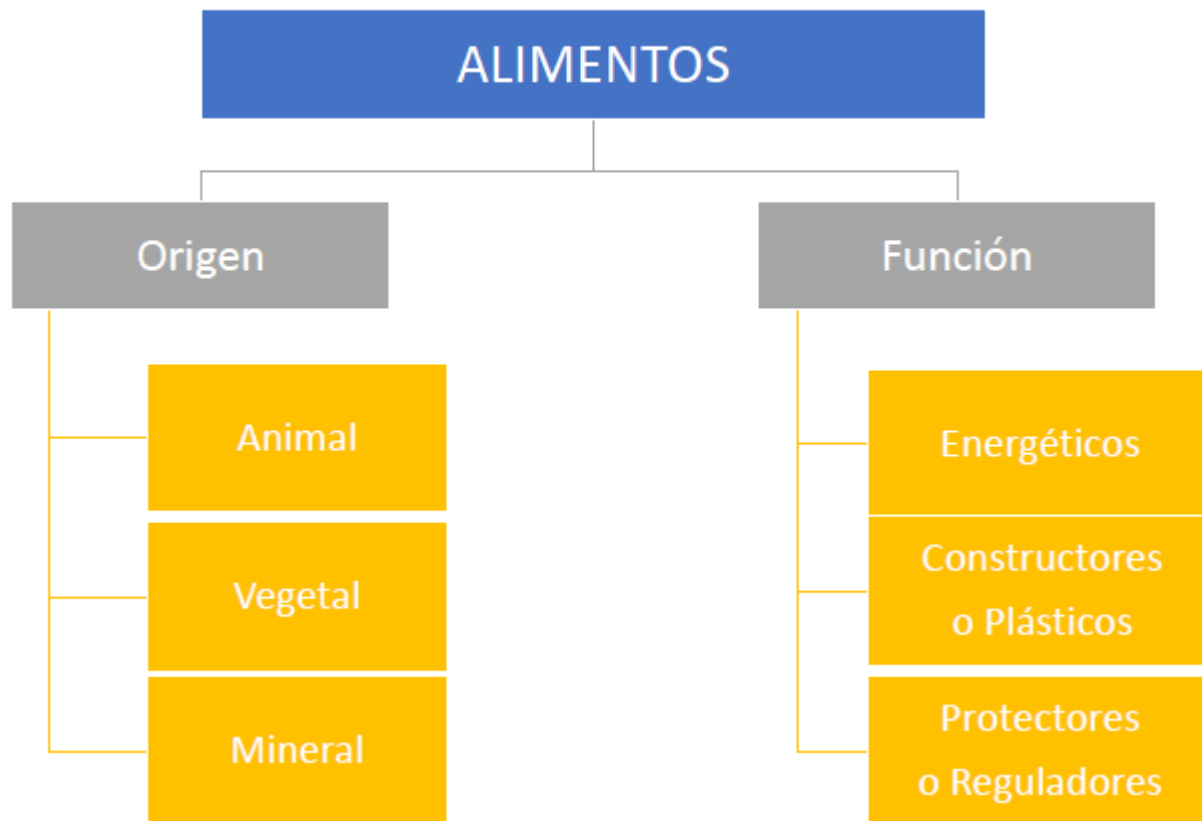 ALIMENTOS
Origen
Función
Animal
Energéticos
Vegetal
Constructores
o Plásticos
Mineral
Protectores
o Reguladores